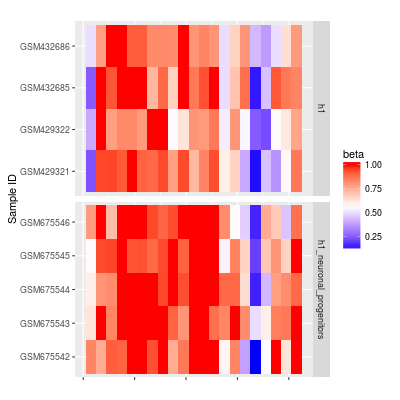 GSM432686
GSM432685
GSM429322
GSM429321
h1
GSM675546
GSM675545
GSM675544
GSM675543
GSM675542
h1_neuronal_progenitors
Sample ID
beta
1.00
0.75
0.50
0.25